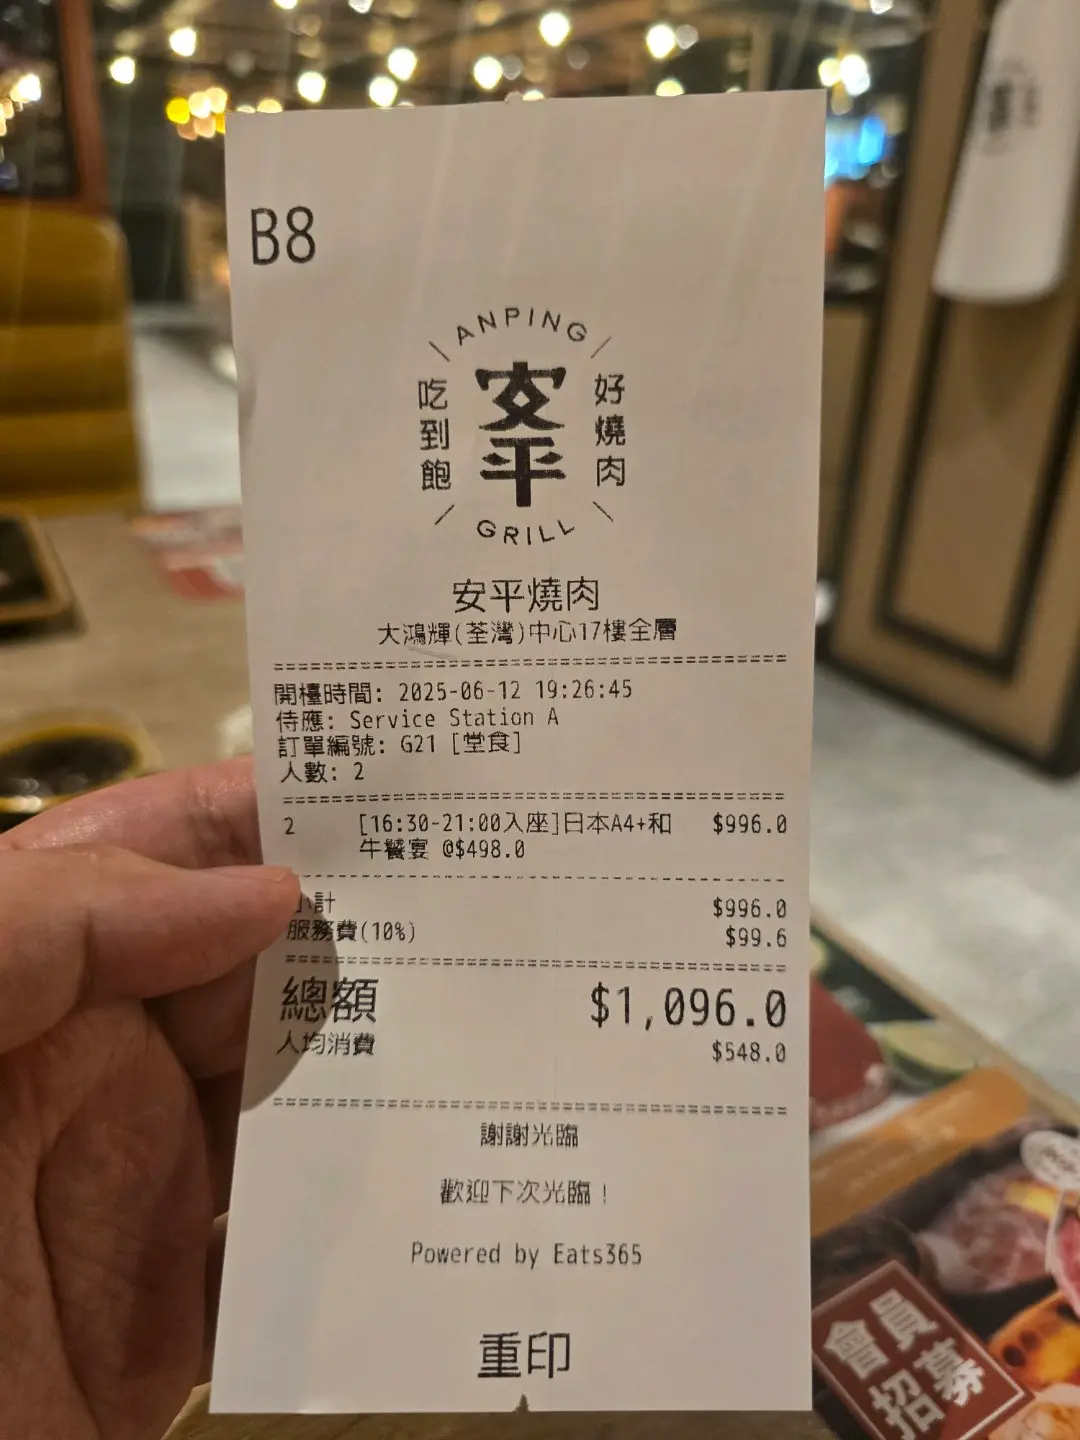 B8
ANPING
吃到飽
安平
好燒肉
GRILL
安平燒肉
大鴻輝(荃灣)中心17樓全層
開檯時間: 2025-06-12 19:26:45
侍應: Service Station A
訂單編號: G21 [堂食]
人數: 2
2 [16:30-21:00入座]日本A4+和 $996.0
牛饗宴 @$498.0
小計 $996.0
服務費(10%) $99.6
總額 $1,096.0
人均消費 $548.0
謝謝光臨
歡迎下次光臨！
Powered by Eats365
重印
會員
招募